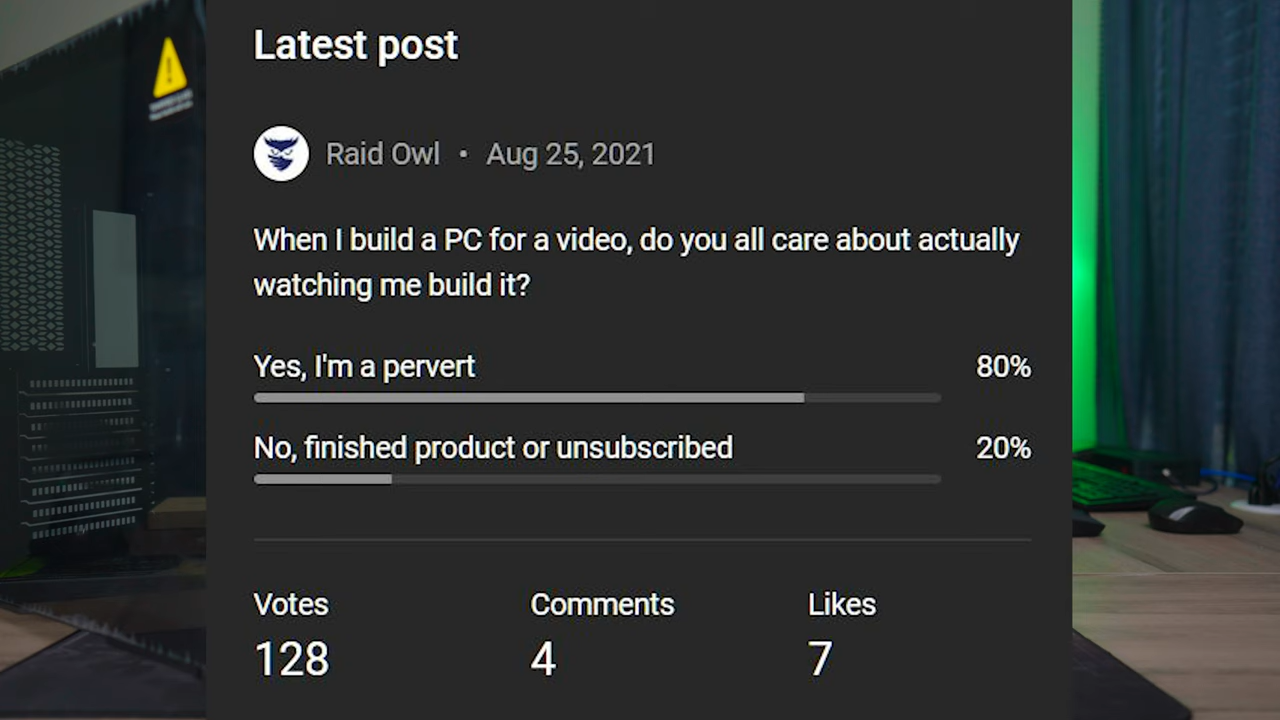 Latest post
Raid Owl • Aug 25, 2021
When I build a PC for a video, do you all care about actually
watching me build it?
Yes, I'm a pervert 80%
No, finished product or unsubscribed 20%
Votes Comments Likes
128 4 7